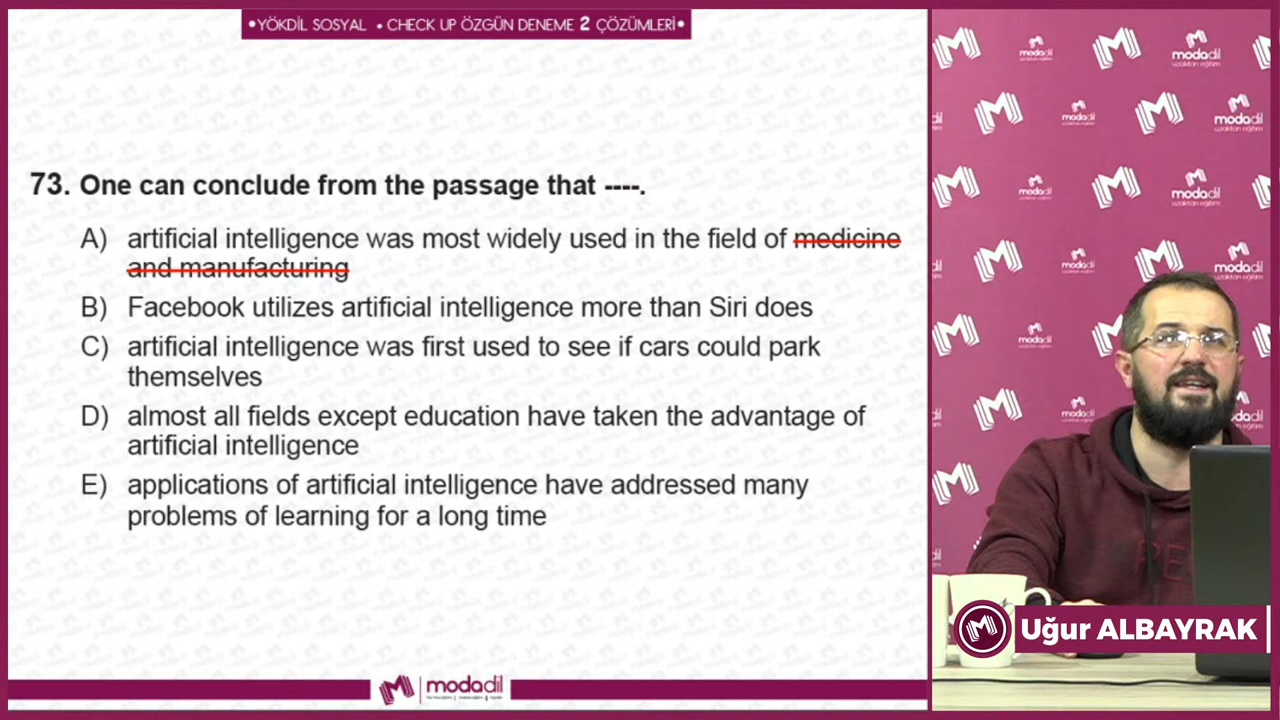 •YÖKDİL SOSYAL • CHECK UP ÖZGÜN DENEME 2 ÇÖZÜMLERİ•
73. One can conclude from the passage that ----.
A) artificial intelligence was most widely used in the field of medicine
and manufacturing
B) Facebook utilizes artificial intelligence more than Siri does
C) artificial intelligence was first used to see if cars could park
themselves
D) almost all fields except education have taken the advantage of
artificial intelligence
E) applications of artificial intelligence have addressed many
problems of learning for a long time
modadil
modadil
uzaktan eğitim
Uğur ALBAYRAK